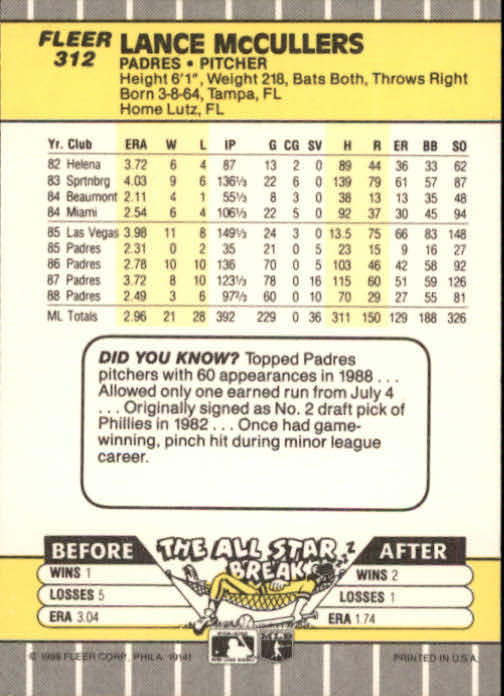 FLEER
312
LANCE McCULLERS
PADRES • PITCHER
Height 6'1", Weight 218, Bats Both, Throws Right
Born 3-8-64, Tampa, FL
Home Lutz, FL
Yr. Club ERA W L IP G CG SV H R ER BB SO
82 Helena 3.72 6 4 87 13 2 0 89 44 36 33 62
83 Sprtnbrg 4.03 9 6 136⅓ 22 6 0 139 79 61 57 87
84 Beaumont 2.11 4 1 55⅓ 8 3 0 38 13 13 35 48
84 Miami 2.54 6 4 106⅓ 22 5 0 92 37 30 45 94
85 Las Vegas 3.98 11 8 149⅓ 24 3 0 13.5 75 66 83 148
85 Padres 2.31 0 2 35 21 0 5 23 15 9 16 27
86 Padres 2.78 10 10 136 70 0 5 103 46 42 58 92
87 Padres 3.72 8 10 123⅓ 78 0 16 115 60 51 59 126
88 Padres 2.49 3 6 97⅔ 60 0 10 70 29 27 55 81
ML Totals 2.96 21 28 392 229 0 36 311 150 129 188 326
DID YOU KNOW? Topped Padres
pitchers with 60 appearances in 1988 . . .
Allowed only one earned run from July 4
. . . Originally signed as No. 2 draft pick of
Phillies in 1982 . . . Once had game-
winning, pinch hit during minor league
career.
BEFORE THE ALL STAR BREAK AFTER
WINS 1 WINS 2
LOSSES 5 LOSSES 1
ERA 3.04 ERA 1.74
© 1988 FLEER CORP., PHILA. 19141 PRINTED IN U.S.A.